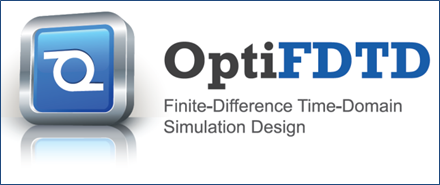 OptiFDTD
Finite-Difference Time-Domain
Simulation Design